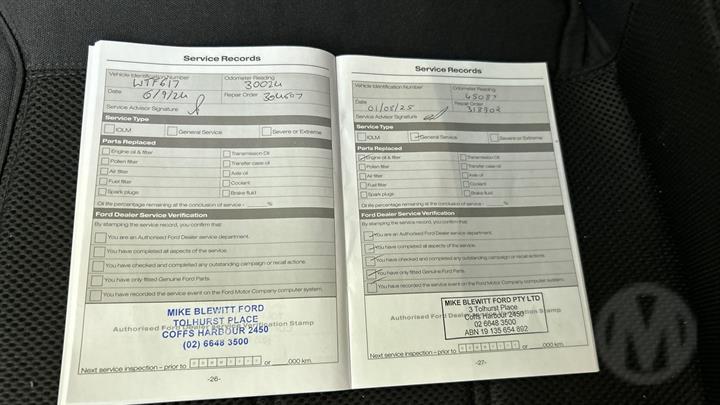 Service Records
Vehicle Identification Number Odometer Reading
WTF617 30024
Date Repair Order
6/9/24 304607
Service Advisor Signature
Service Type
IOLM General Service Severe or Extreme
Parts Replaced
Engine oil & filter Transmission Oil
Pollen filter Transfer case oil
Air filter Axle oil
Fuel filter Coolant
Spark plugs Brake fluid
Oil life percentage remaining at the conclusion of service - %
Ford Dealer Service Verification
By stamping the service record, you confirm that:
You are an Authorised Ford Dealer service department.
You have completed all aspects of the service.
You have checked and completed any outstanding campaign or recall actions.
You have only fitted Genuine Ford Parts.
You have recorded the service event on the Ford Motor Company computer system.
MIKE BLEWITT FORD
TOLHURST PLACE
Authorised Ford Dealer Service Verification Stamp
COFFS HARBOUR 2450
(02) 6648 3500
Next service inspection – prior to or 000 km.
-26-
Service Records
Vehicle Identification Number Odometer Reading
45087
Date Repair Order
01/05/25 318902
Service Advisor Signature
Service Type
IOLM General Service Severe or Extreme
Parts Replaced
Engine oil & filter Transmission Oil
Pollen filter Transfer case oil
Air filter Axle oil
Fuel filter Coolant
Spark plugs Brake fluid
Oil life percentage remaining at the conclusion of service - %
Ford Dealer Service Verification
By stamping the service record, you confirm that:
You are an Authorised Ford Dealer service department.
You have completed all aspects of the service.
You have checked and completed any outstanding campaign or recall actions.
You have only fitted Genuine Ford Parts.
You have recorded the service event on the Ford Motor Company computer system.
MIKE BLEWITT FORD PTY LTD
3 Tolhurst Place
Authorised Ford Dealer Stamp
Coffs Harbour 2450
02 6648 3500
ABN 19 135 654 892
Next service inspection – prior to or 000 km.
-27-